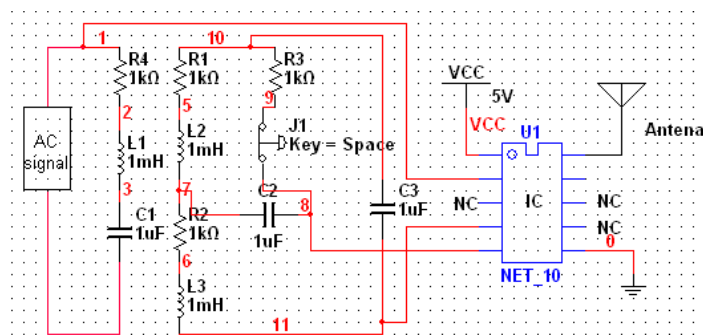 1
R4
1kΩ
2
L1
1mH
3
C1
1uF
AC
signal
10
R1
1kΩ
5
L2
1mH
7
R2
1kΩ
6
L3
1mH
11
R3
1kΩ
9
J1
Key = Space
C2
1uF
8
C3
1uF
VCC
5V
VCC
U1
IC
NC
NC
NC
0
NET_10
Antena